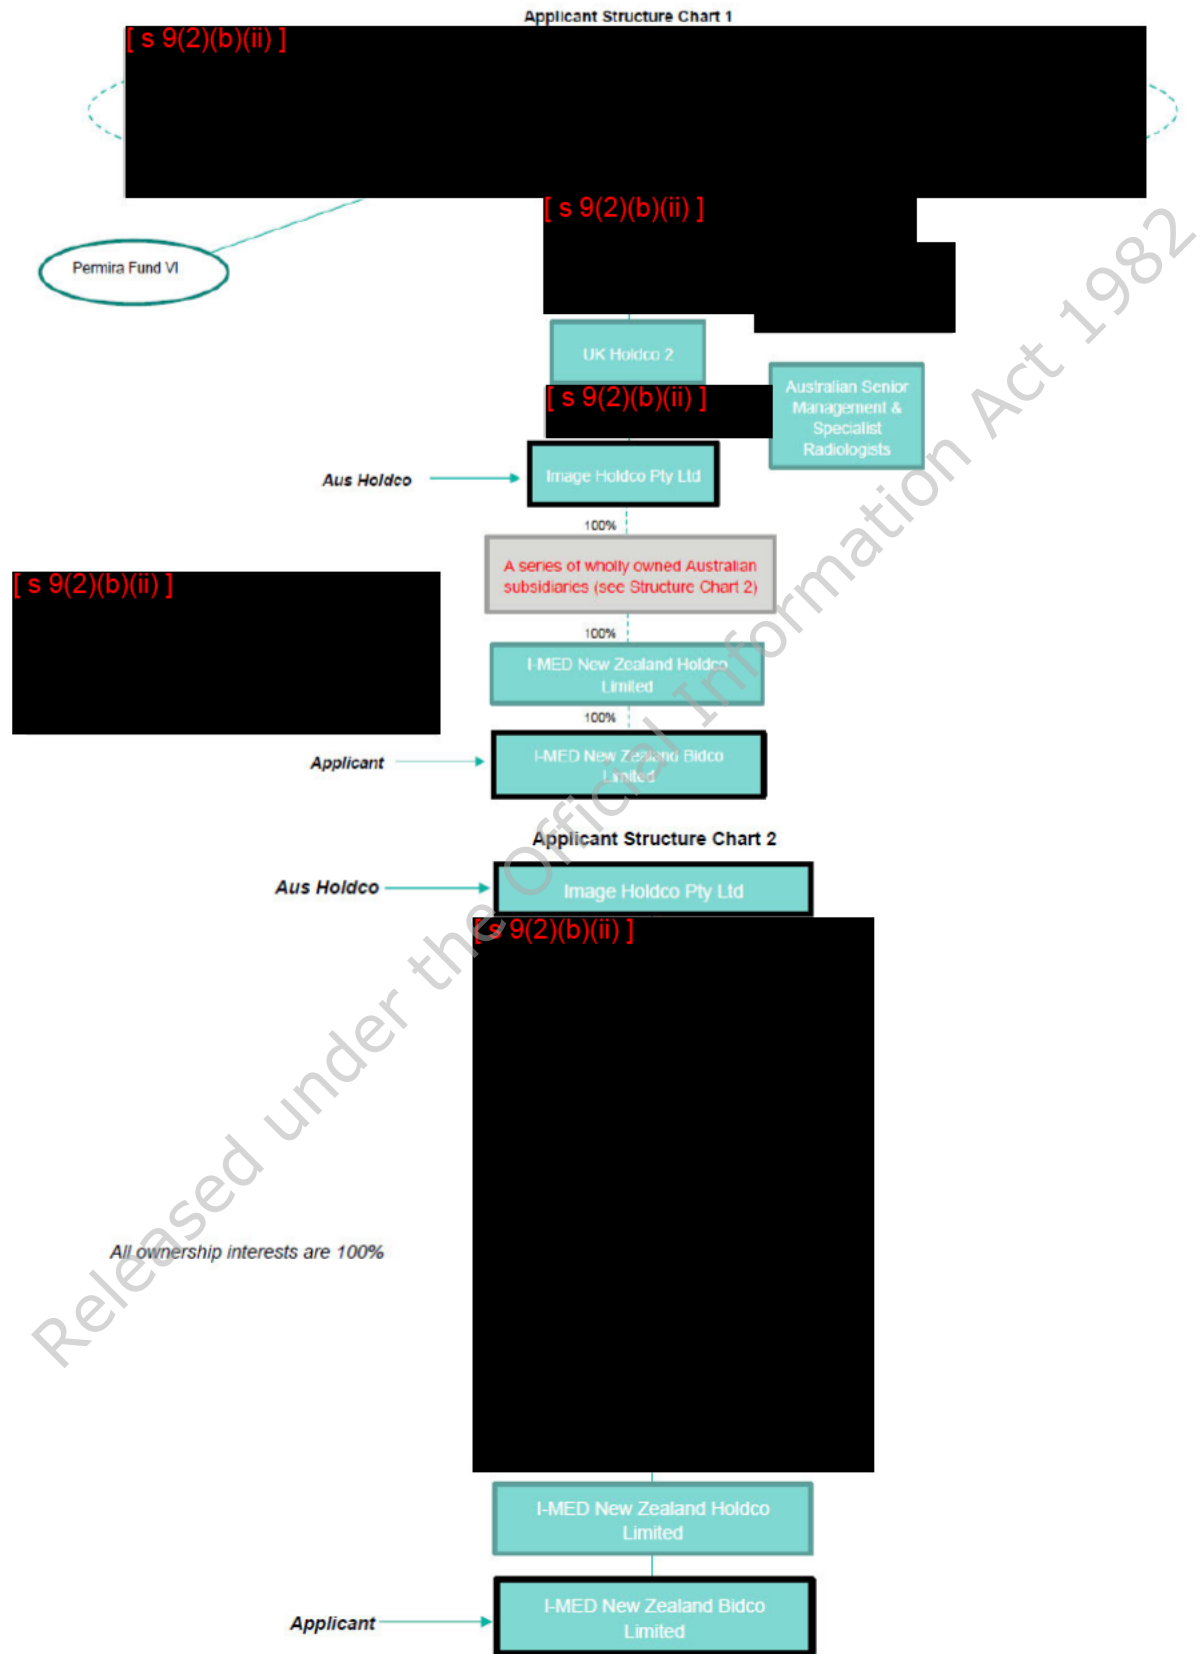 Applicant Structure Chart 1
[ s 9(2)(b)(ii) ]
[ s 9(2)(b)(ii) ]
Permira Fund VI
UK Holdco 2
[ s 9(2)(b)(ii) ]
Australian Senior
Management &
Specialist
Radiologists
Aus Holdco
Image Holdco Pty Ltd
100%
A series of wholly owned Australian
subsidiaries (see Structure Chart 2)
[ s 9(2)(b)(ii) ]
100%
I-MED New Zealand Holdco
Limited
100%
Applicant
I-MED New Zealand Bidco
Limited
Applicant Structure Chart 2
Aus Holdco
Image Holdco Pty Ltd
[ s 9(2)(b)(ii) ]
All ownership interests are 100%
I-MED New Zealand Holdco
Limited
Applicant
I-MED New Zealand Bidco
Limited
Released under the Official Information Act 1982